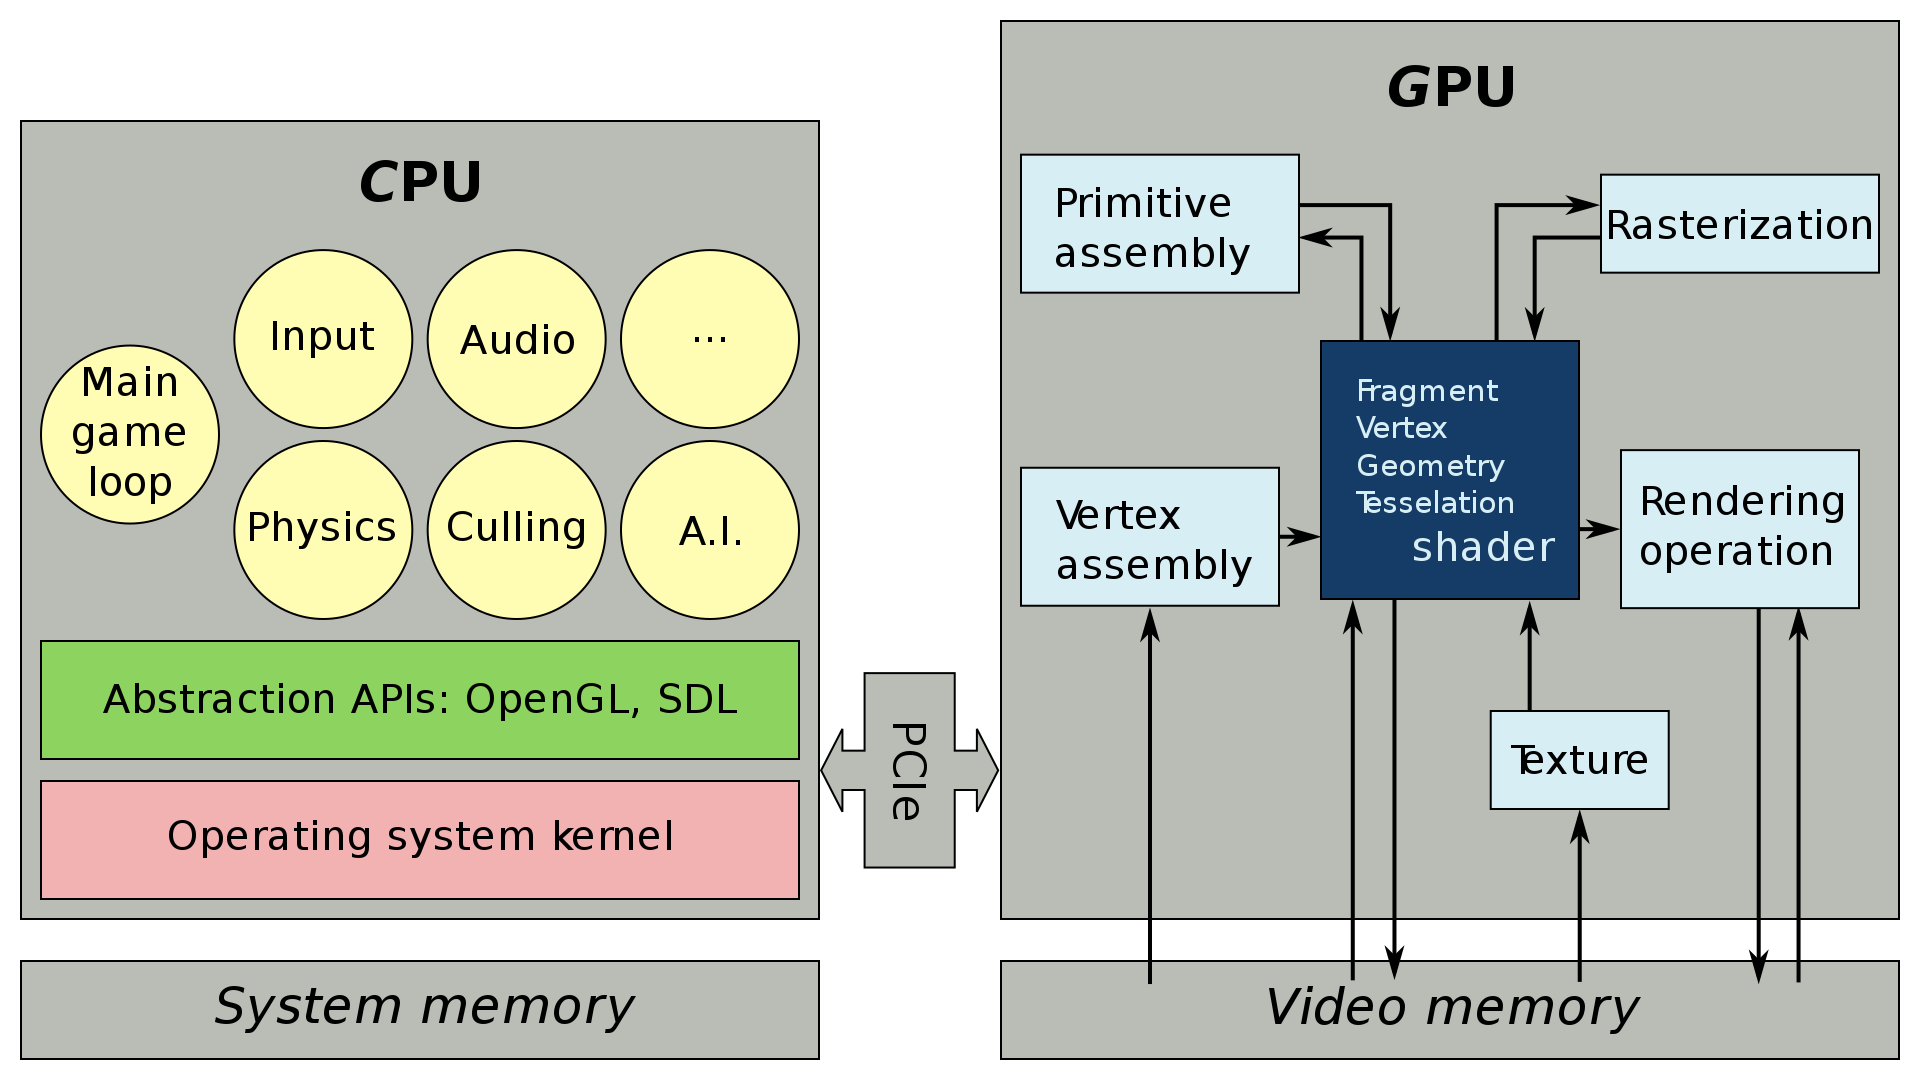 CPU
Main
game
loop
Input
Audio
...
Physics
Culling
A.I.
Abstraction APIs: OpenGL, SDL
Operating system kernel
System memory
PCIe
GPU
Primitive
assembly
Rasterization
Fragment
Vertex
Geometry
Tesselation
shader
Vertex
assembly
Rendering
operation
Texture
Video memory